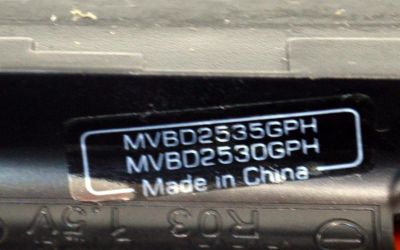 MVBD2535GPH
MVBD2530GPH
Made in China
R03 1.5V